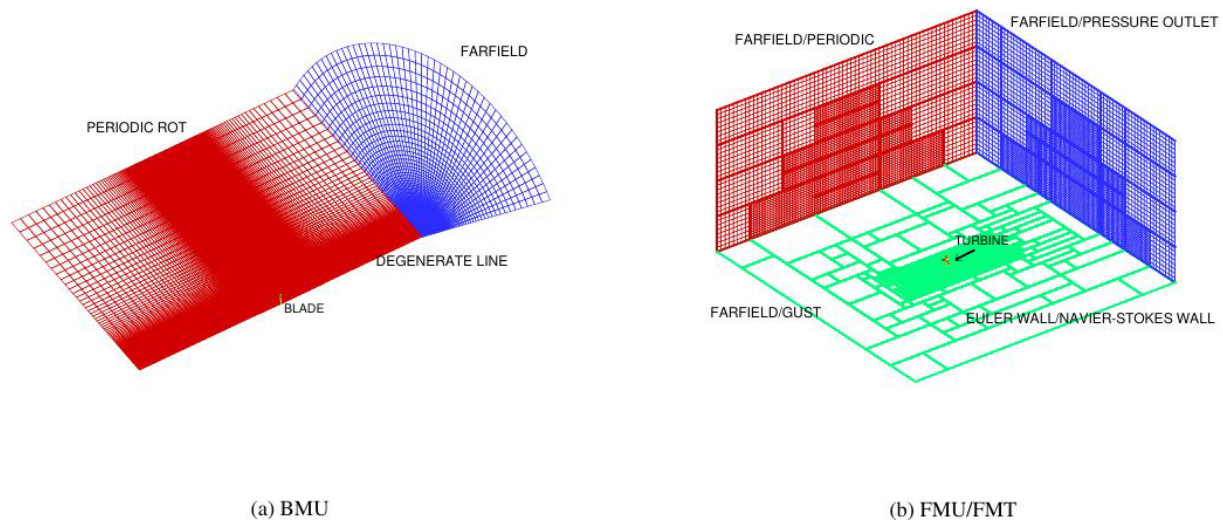 FARFIELD
PERIODIC ROT
DEGENERATE LINE
BLADE
(a) BMU
FARFIELD/PRESSURE OUTLET
FARFIELD/PERIODIC
TURBINE
FARFIELD/GUST
EULER WALL/NAVIER-STOKES WALL
(b) FMU/FMT